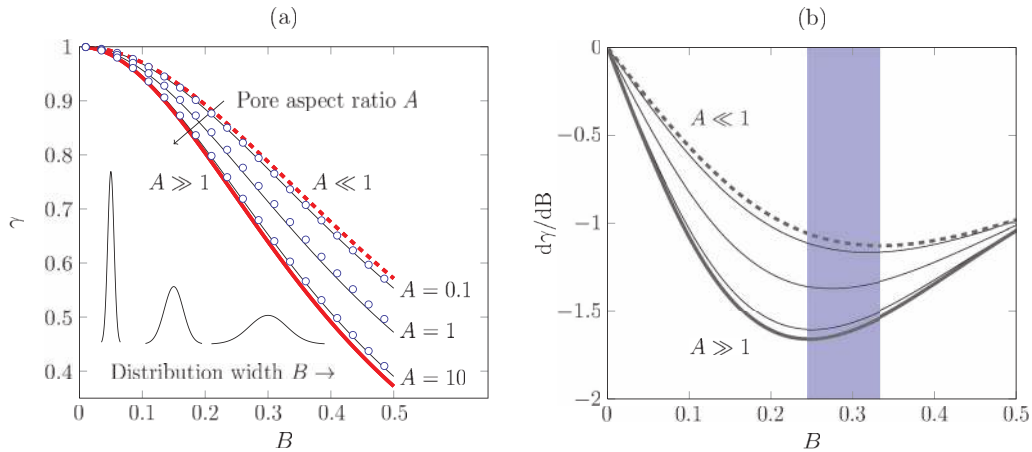 (a)
1
0.9
0.8
0.7
0.6
0.5
0.4
γ
Pore aspect ratio A
A ≫ 1
A ≪ 1
A = 0.1
A = 1
A = 10
Distribution width B →
0
0.1
0.2
0.3
0.4
0.5
B
(b)
0
−0.5
−1
−1.5
−2
dγ/dB
A ≪ 1
A ≫ 1
0
0.1
0.2
0.3
0.4
0.5
B